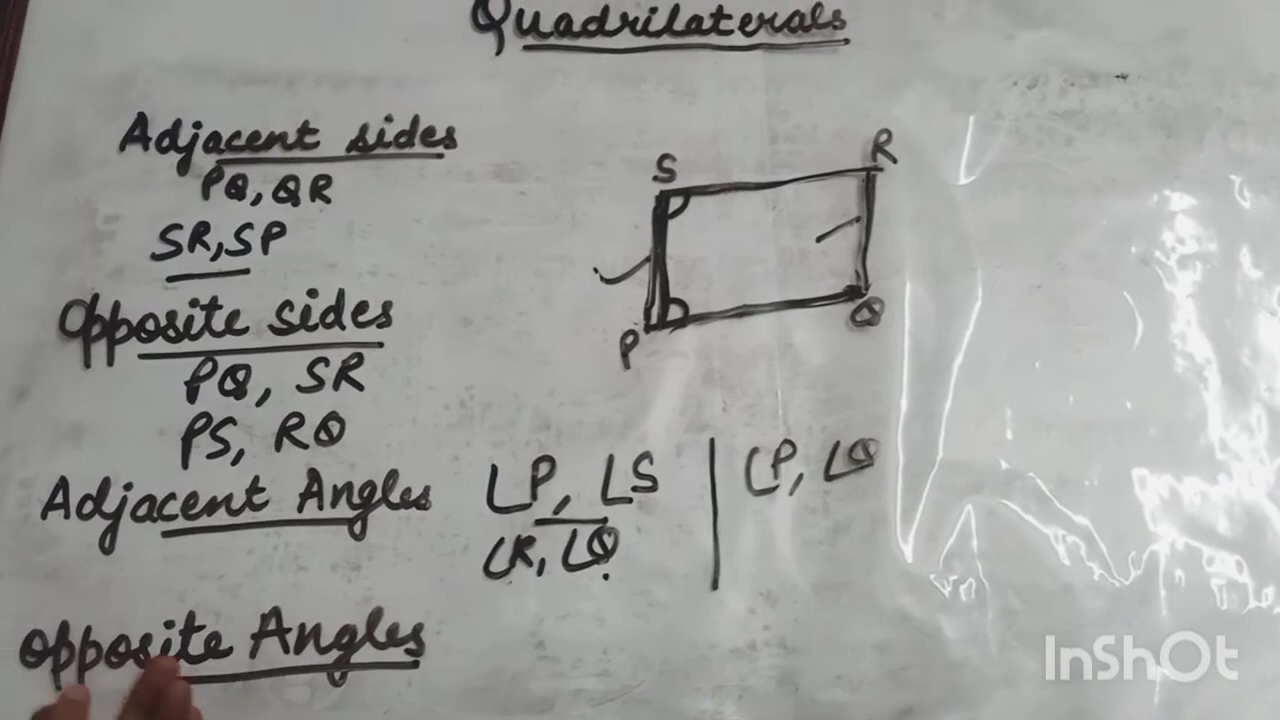 Quadrilaterals
Adjacent sides
PQ, QR
SR, SP
Opposite sides
PQ, SR
PS, RQ
Adjacent Angles
∠P, ∠S
∠R, ∠Q
∠P, ∠Q
Opposite Angles
S
R
P
Q
InShOt